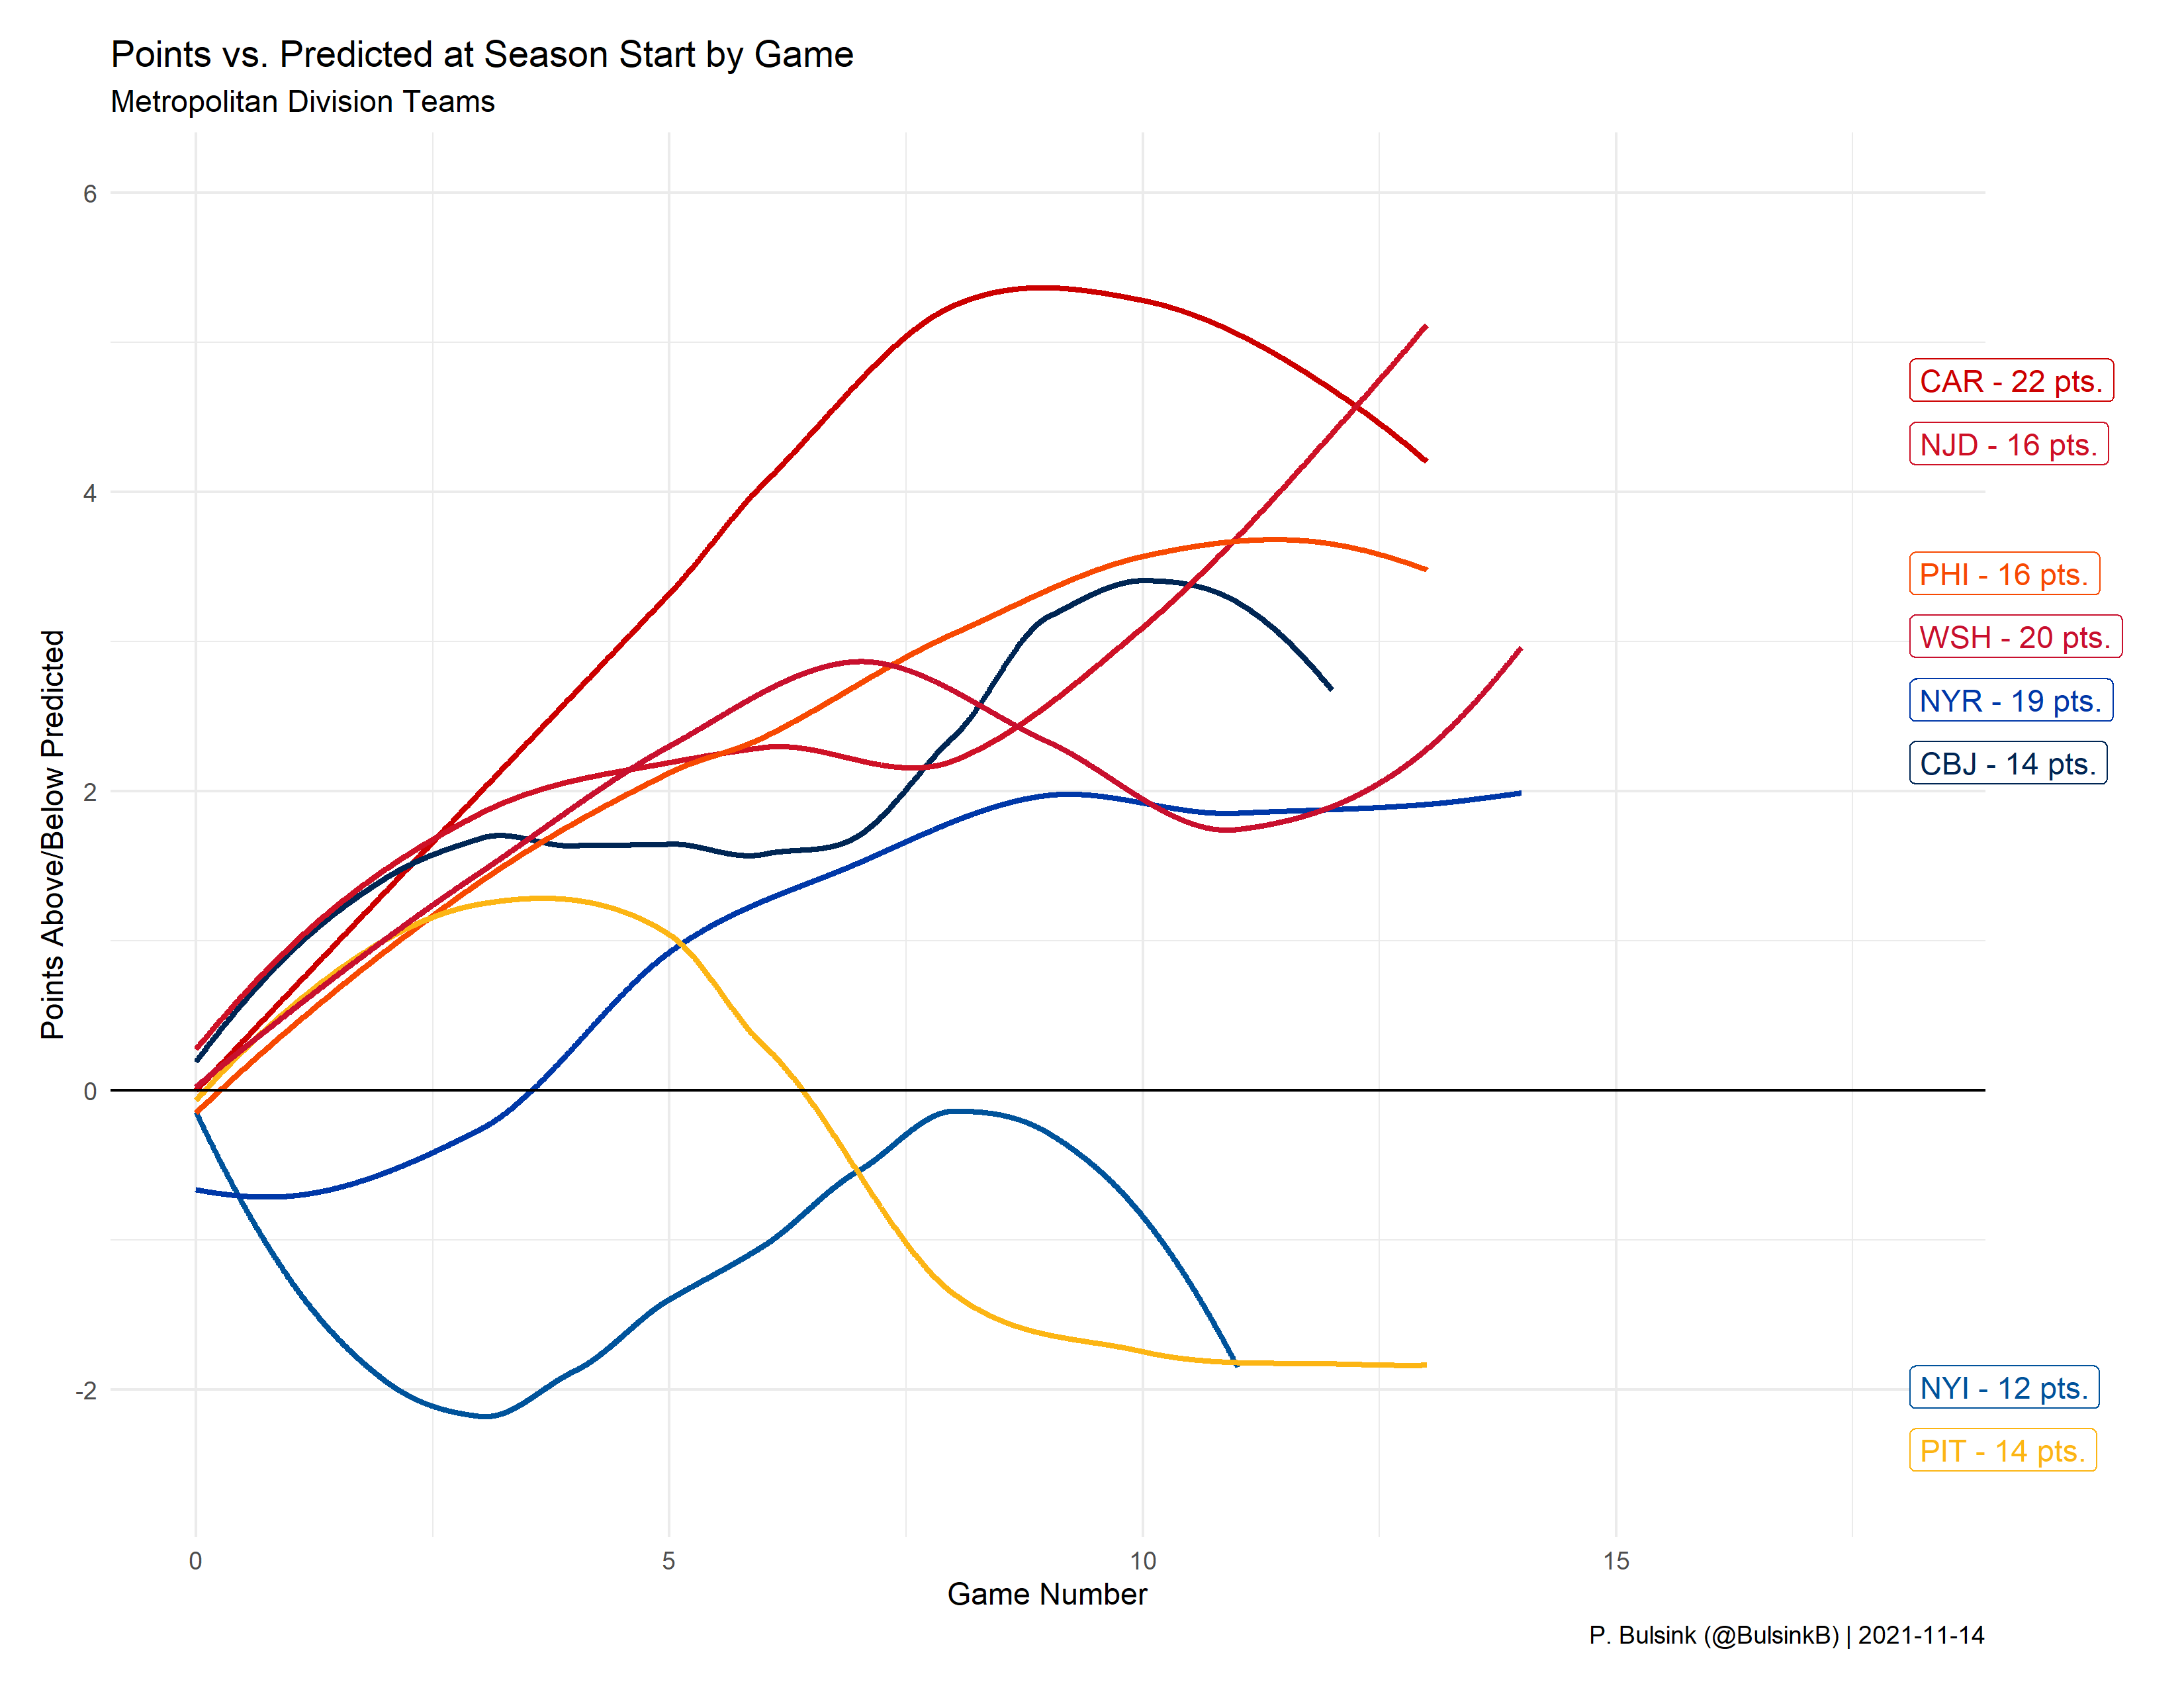 Points vs. Predicted at Season Start by Game
Metropolitan Division Teams
Points Above/Below Predicted
6
4
2
0
-2
CAR - 22 pts.
NJD - 16 pts.
PHI - 16 pts.
WSH - 20 pts.
NYR - 19 pts.
CBJ - 14 pts.
NYI - 12 pts.
PIT - 14 pts.
0 5 10 15
Game Number
P. Bulsink (@BulsinkB) | 2021-11-14